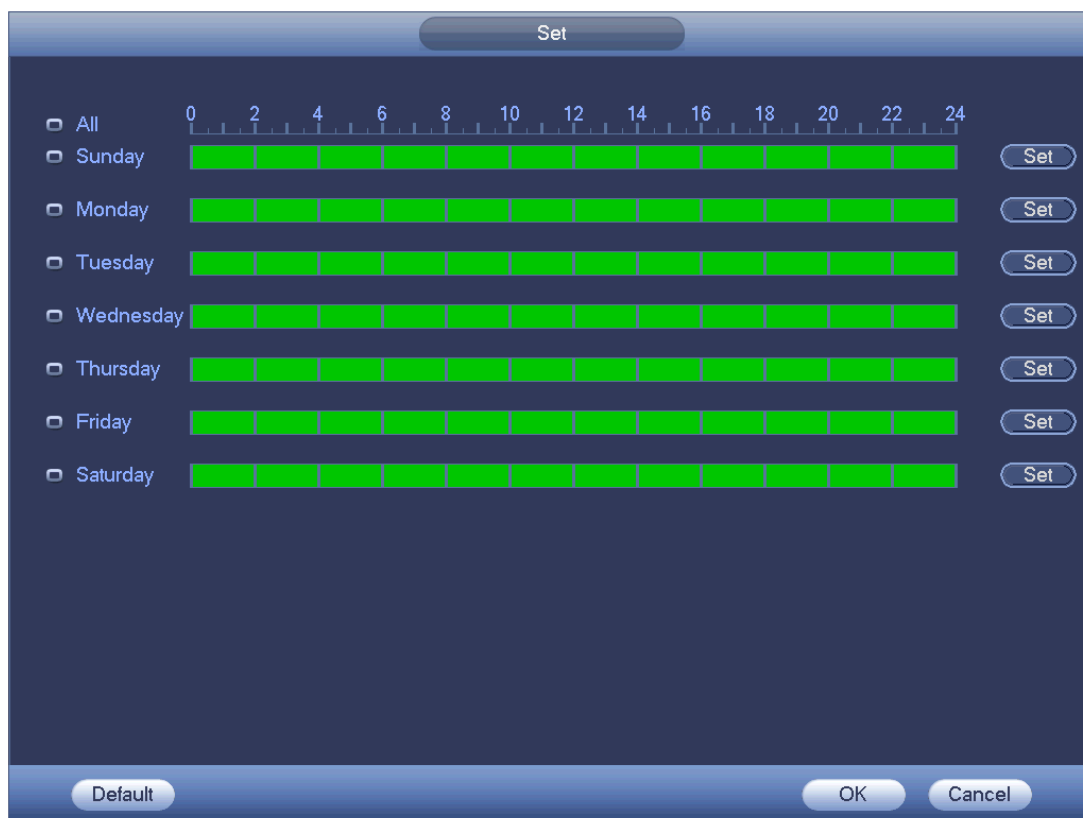 Set
All 0 2 4 6 8 10 12 14 16 18 20 22 24
Sunday Set
Monday Set
Tuesday Set
Wednesday Set
Thursday Set
Friday Set
Saturday Set
Default OK Cancel